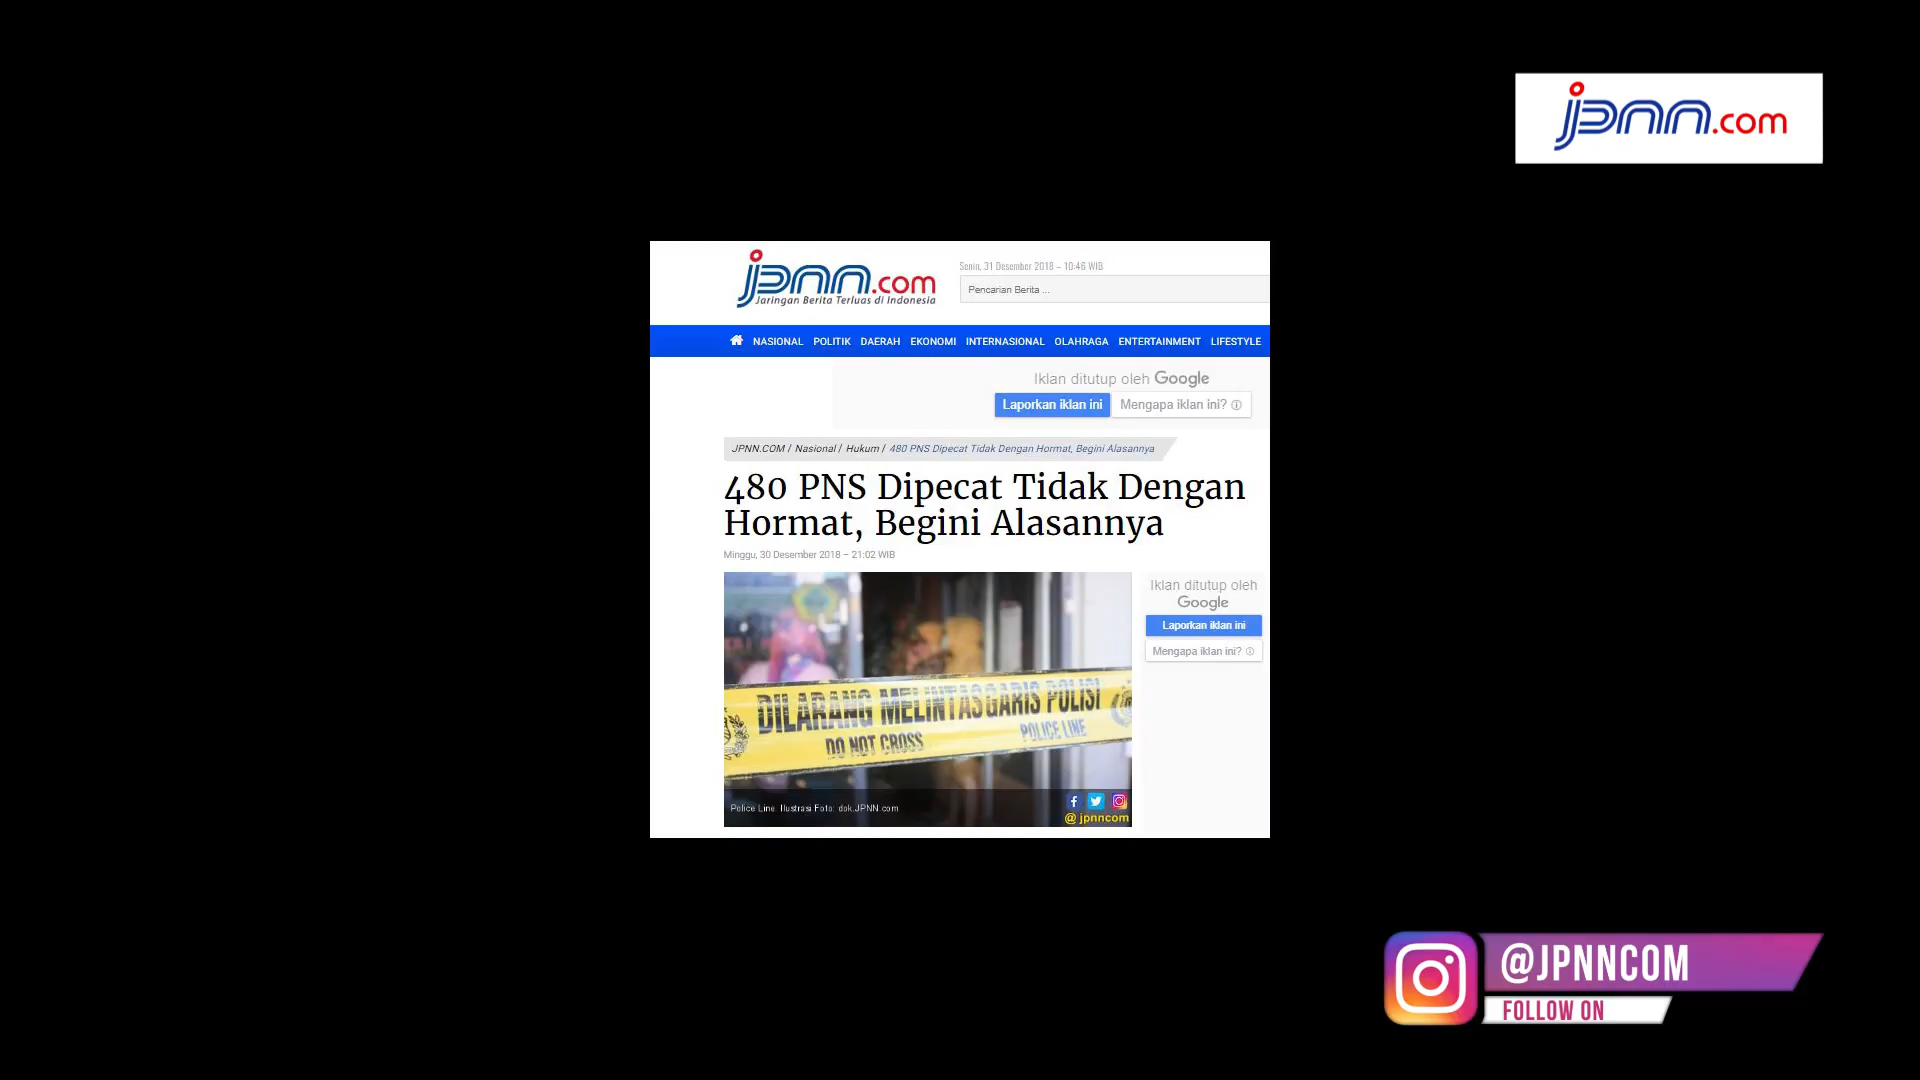 jpnn.com
jpnn.com
Jaringan Berita Terluas di Indonesia
Senin, 31 Desember 2018 – 10:46 WIB
Pencarian Berita ...
NASIONAL POLITIK DAERAH EKONOMI INTERNASIONAL OLAHRAGA ENTERTAINMENT LIFESTYLE
Iklan ditutup oleh Google
Laporkan iklan ini Mengapa iklan ini?
JPNN.COM / Nasional / Hukum / 480 PNS Dipecat Tidak Dengan Hormat, Begini Alasannya
480 PNS Dipecat Tidak Dengan
Hormat, Begini Alasannya
Minggu, 30 Desember 2018 – 21:02 WIB
Iklan ditutup oleh
Google
Laporkan iklan ini
Mengapa iklan ini?
DILARANG MELINTAS GARIS POLISI
DO NOT CROSS POLICE LINE
Police Line. Ilustrasi Foto: dok.JPNN.com
@jpnncom
@JPNNCOM
FOLLOW ON